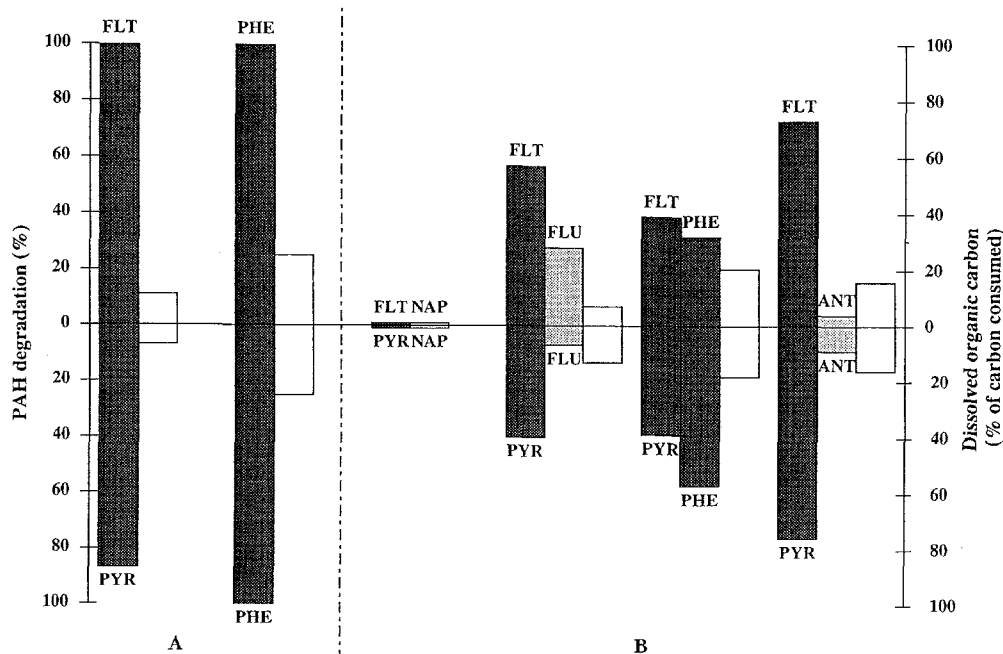 FLT
PHE
100
80
60
40
20
0
20
40
60
80
100
PAH degradation (%)
PYR
PHE
FLT NAP
PYR NAP
FLT
FLU
FLU
PYR
FLT
PHE
PYR
PHE
FLT
ANT
ANT
PYR
100
80
60
40
20
0
20
40
60
80
100
Dissolved organic carbon
(% of carbon consumed)
A
B